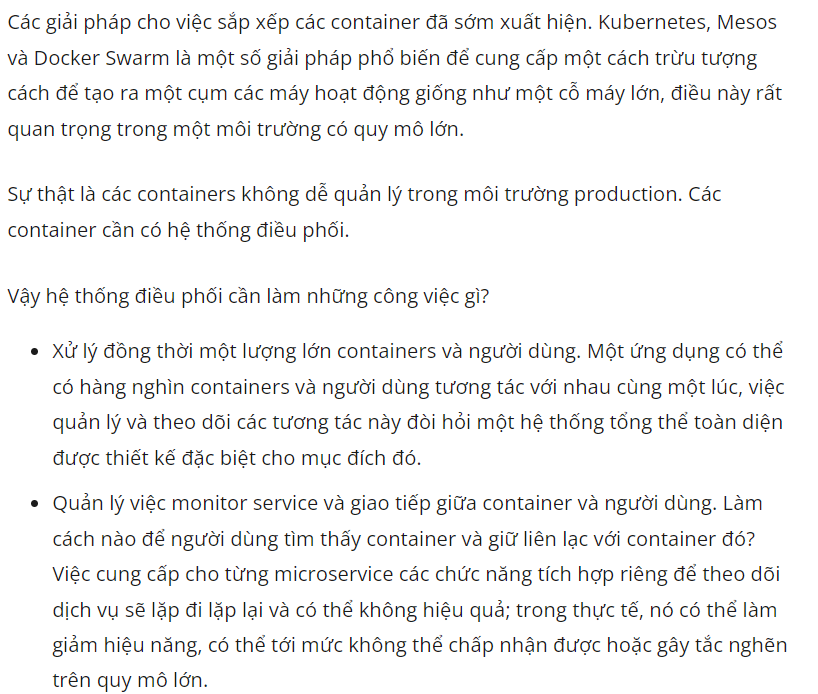 Các giải pháp cho việc sắp xếp các container đã sớm xuất hiện. Kubernetes, Mesos
và Docker Swarm là một số giải pháp phổ biến để cung cấp một cách trừu tượng
cách để tạo ra một cụm các máy hoạt động giống như một cỗ máy lớn, điều này rất
quan trọng trong một môi trường có quy mô lớn.
Sự thật là các containers không dễ quản lý trong môi trường production. Các
container cần có hệ thống điều phối.
Vậy hệ thống điều phối cần làm những công việc gì?
• Xử lý đồng thời một lượng lớn containers và người dùng. Một ứng dụng có thể
có hàng nghìn containers và người dùng tương tác với nhau cùng một lúc, việc
quản lý và theo dõi các tương tác này đòi hỏi một hệ thống tổng thể toàn diện
được thiết kế đặc biệt cho mục đích đó.
• Quản lý việc monitor service và giao tiếp giữa container và người dùng. Làm
cách nào để người dùng tìm thấy container và giữ liên lạc với container đó?
Việc cung cấp cho từng microservice các chức năng tích hợp riêng để theo dõi
dịch vụ sẽ lặp đi lặp lại và có thể không hiệu quả; trong thực tế, nó có thể làm
giảm hiệu năng, có thể tới mức không thể chấp nhận được hoặc gây tắc nghẽn
trên quy mô lớn.